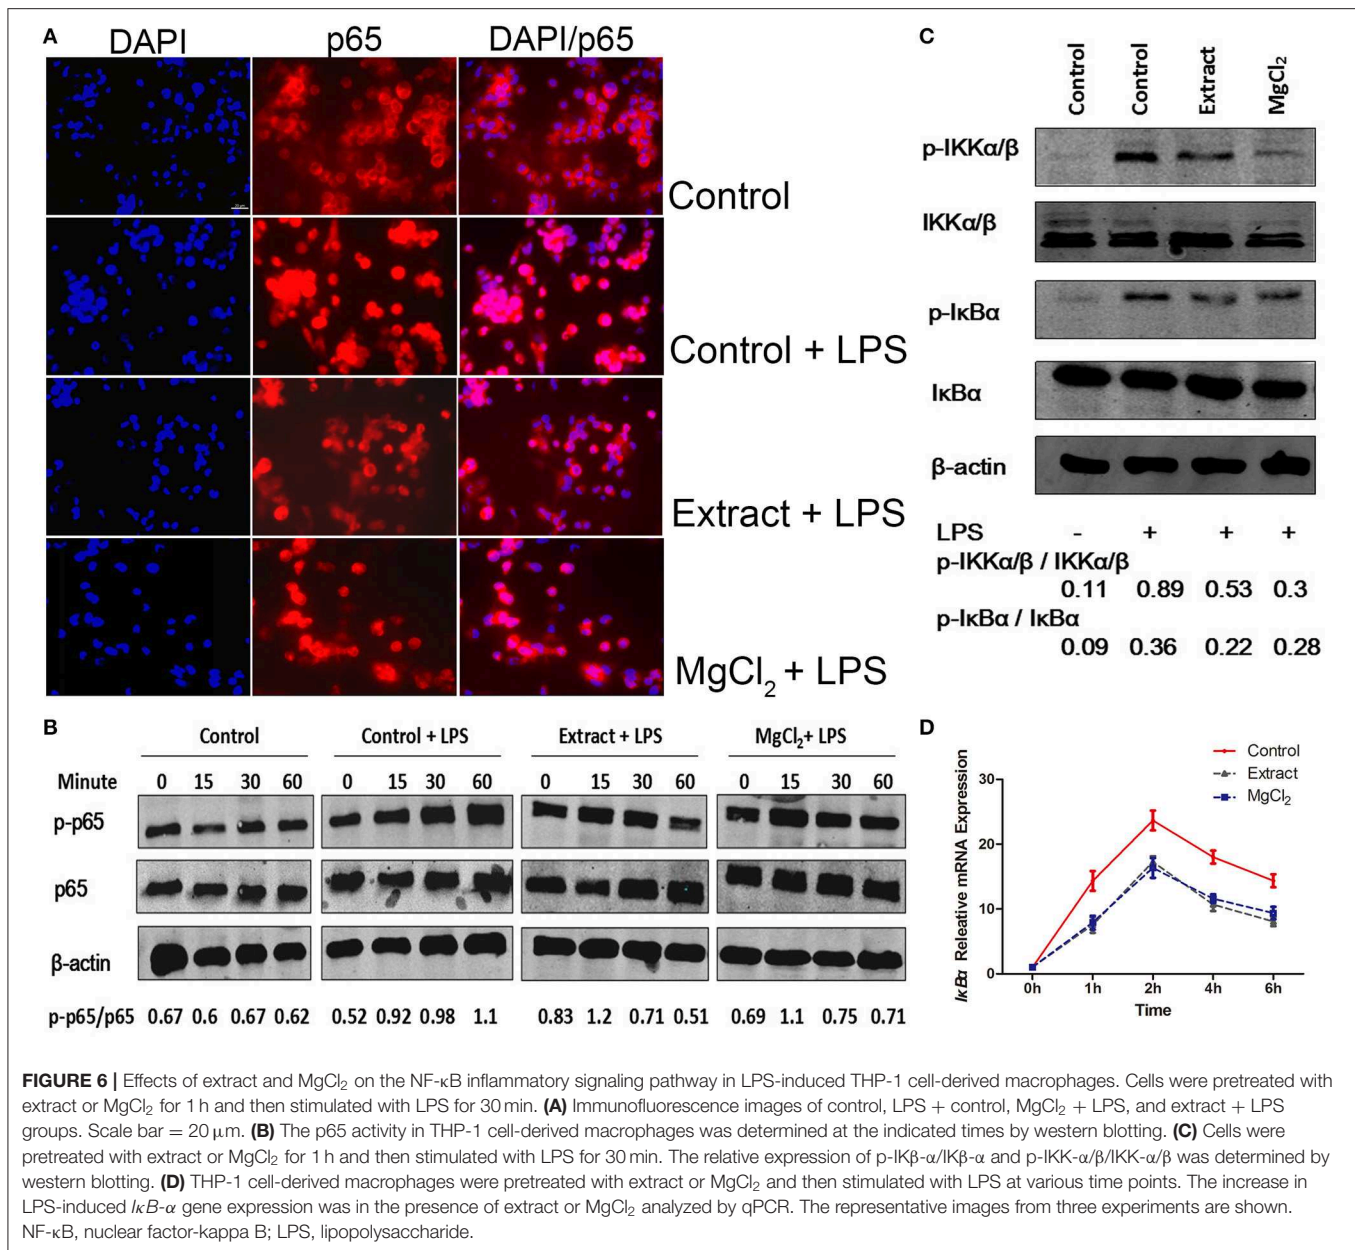 A
DAPI
p65
DAPI/p65
Control
Control + LPS
Extract + LPS
MgCl₂ + LPS
B
Control
Control + LPS
Extract + LPS
MgCl₂+ LPS
Minute
0 15 30 60
0 15 30 60
0 15 30 60
0 15 30 60
p-p65
p65
β-actin
p-p65/p65
0.67 0.6 0.67 0.62
0.52 0.92 0.98 1.1
0.83 1.2 0.71 0.51
0.69 1.1 0.75 0.71
C
Control
Control
Extract
MgCl₂
p-IKKα/β
IKKα/β
p-IκBα
IκBα
β-actin
LPS - + + +
p-IKKα/β / IKKα/β
0.11 0.89 0.53 0.3
p-IκBα / IκBα
0.09 0.36 0.22 0.28
D
Control
Extract
MgCl₂
IκBα Releative mRNA Expression
30
20
10
0
0h 1h 2h 4h 6h
Time
FIGURE 6 | Effects of extract and MgCl₂ on the NF-κB inflammatory signaling pathway in LPS-induced THP-1 cell-derived macrophages. Cells were pretreated with
extract or MgCl₂ for 1 h and then stimulated with LPS for 30 min. (A) Immunofluorescence images of control, LPS + control, MgCl₂ + LPS, and extract + LPS
groups. Scale bar = 20 μm. (B) The p65 activity in THP-1 cell-derived macrophages was determined at the indicated times by western blotting. (C) Cells were
pretreated with extract or MgCl₂ for 1 h and then stimulated with LPS for 30 min. The relative expression of p-IKβ-α/IKβ-α and p-IKK-α/β/IKK-α/β was determined by
western blotting. (D) THP-1 cell-derived macrophages were pretreated with extract or MgCl₂ and then stimulated with LPS at various time points. The increase in
LPS-induced IκB-α gene expression was in the presence of extract or MgCl₂ analyzed by qPCR. The representative images from three experiments are shown.
NF-κB, nuclear factor-kappa B; LPS, lipopolysaccharide.